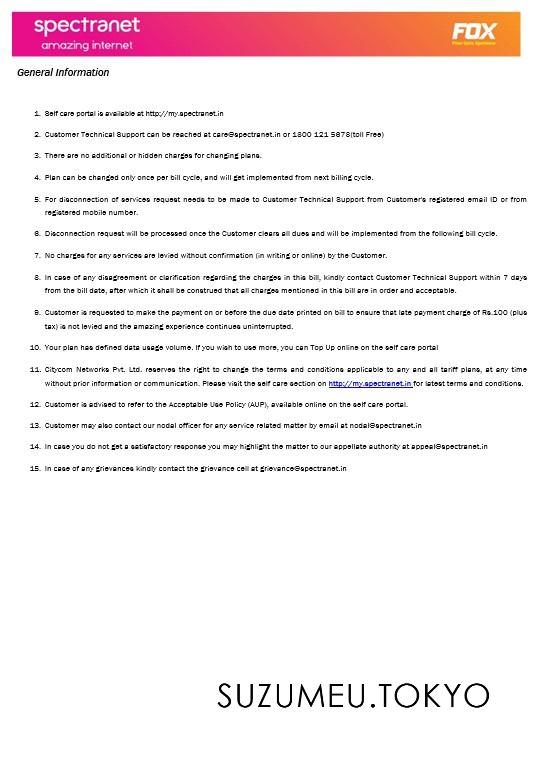 spectranet
amazing internet
FOX
Fiber Optic Xperience
General Information
1. Self care portal is available at http://my.spectranet.in
2. Customer Technical Support can be reached at care@spectranet.in or 1800 121 5678(toll Free)
3. There are no additional or hidden charges for changing plans.
4. Plan can be changed only once per bill cycle, and will get implemented from next billing cycle.
5. For disconnection of services request needs to be made to Customer Technical Support from Customer's registered email ID or from
registered mobile number.
6. Disconnection request will be processed once the Customer clears all dues and will be implemented from the following bill cycle.
7. No charges for any services are levied without confirmation (in writing or online) by the Customer.
8. In case of any disagreement or clarification regarding the charges in this bill, kindly contact Customer Technical Support within 7 days
from the bill date, after which it shall be construed that all charges mentioned in this bill are in order and acceptable.
9. Customer is requested to make the payment on or before the due date printed on bill to ensure that late payment charge of Rs.100 (plus
tax) is not levied and the amazing experience continues uninterrupted.
10. Your plan has defined data usage volume. If you wish to use more, you can Top Up online on the self care portal
11. Citycom Networks Pvt. Ltd. reserves the right to change the terms and conditions applicable to any and all tariff plans, at any time
without prior information or communication. Please visit the self care section on http://my.spectranet.in for latest terms and conditions.
12. Customer is advised to refer to the Acceptable Use Policy (AUP), available online on the self care portal.
13. Customer may also contact our nodal officer for any service related matter by email at nodal@spectranet.in
14. In case you do not get a satisfactory response you may highlight the matter to our appellate authority at appeal@spectranet.in
15. In case of any grievances kindly contact the grievance cell at grievance@spectranet.in
SUZUMEU.TOKYO